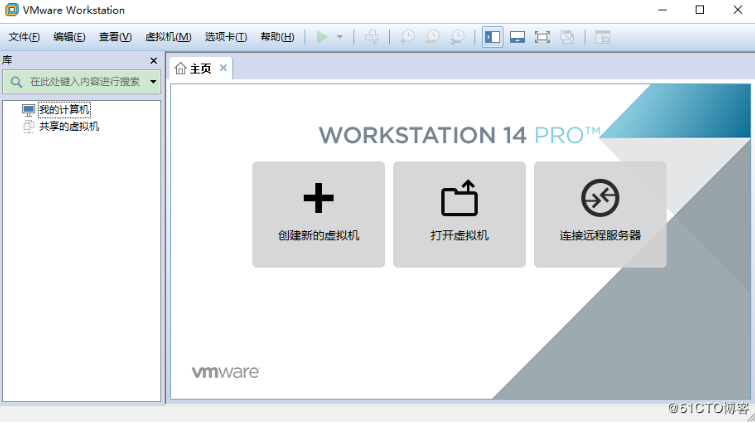 VMware Workstation
文件(F) 编辑(E) 查看(V) 虚拟机(M) 选项卡(T) 帮助(H)
库
在此处键入内容进行搜索
我的计算机
共享的虚拟机
主页
WORKSTATION 14 PRO™
创建新的虚拟机 打开虚拟机 连接远程服务器
vmware
@51CTO博客